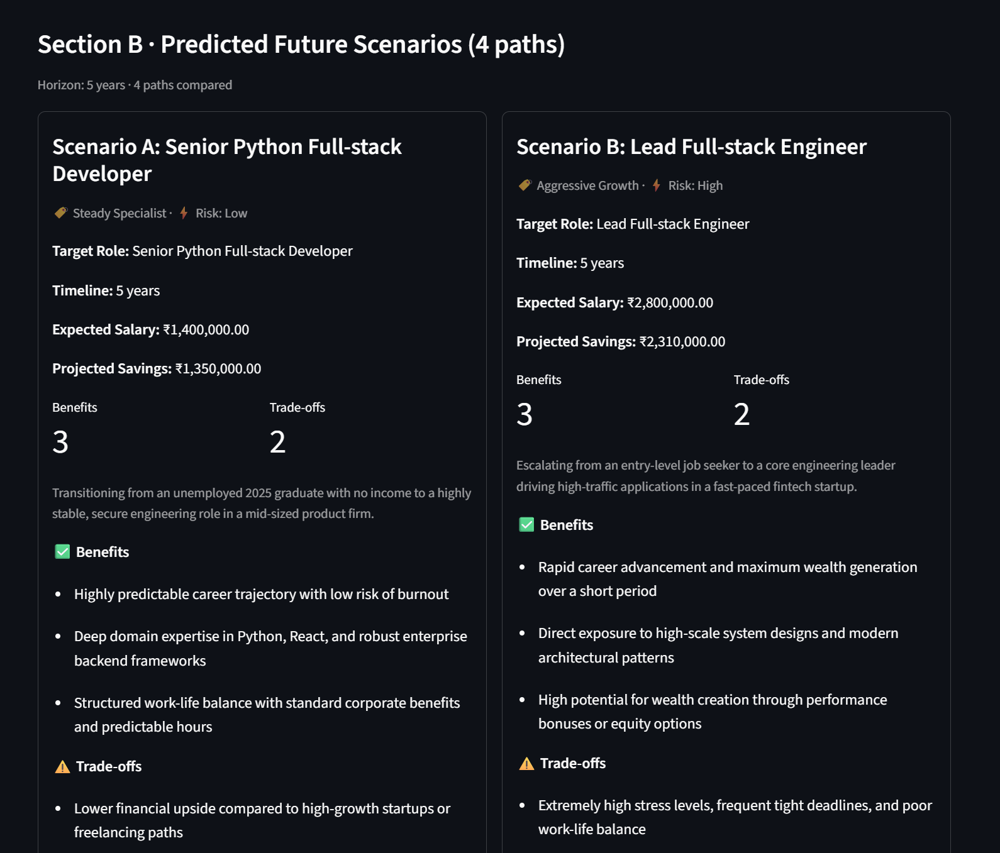 Section B · Predicted Future Scenarios (4 paths)
Horizon: 5 years · 4 paths compared
Scenario A: Senior Python Full-stack
Developer
Steady Specialist · Risk: Low
Target Role: Senior Python Full-stack Developer
Timeline: 5 years
Expected Salary: ₹1,400,000.00
Projected Savings: ₹1,350,000.00
Benefits
Trade-offs
3
2
Transitioning from an unemployed 2025 graduate with no income to a highly
stable, secure engineering role in a mid-sized product firm.
Benefits
Highly predictable career trajectory with low risk of burnout
Deep domain expertise in Python, React, and robust enterprise
backend frameworks
Structured work-life balance with standard corporate benefits
and predictable hours
Trade-offs
Lower financial upside compared to high-growth startups or
freelancing paths
Scenario B: Lead Full-stack Engineer
Aggressive Growth · Risk: High
Target Role: Lead Full-stack Engineer
Timeline: 5 years
Expected Salary: ₹2,800,000.00
Projected Savings: ₹2,310,000.00
Benefits
Trade-offs
3
2
Escalating from an entry-level job seeker to a core engineering leader
driving high-traffic applications in a fast-paced fintech startup.
Benefits
Rapid career advancement and maximum wealth generation
over a short period
Direct exposure to high-scale system designs and modern
architectural patterns
High potential for wealth creation through performance
bonuses or equity options
Trade-offs
Extremely high stress levels, frequent tight deadlines, and poor
work-life balance